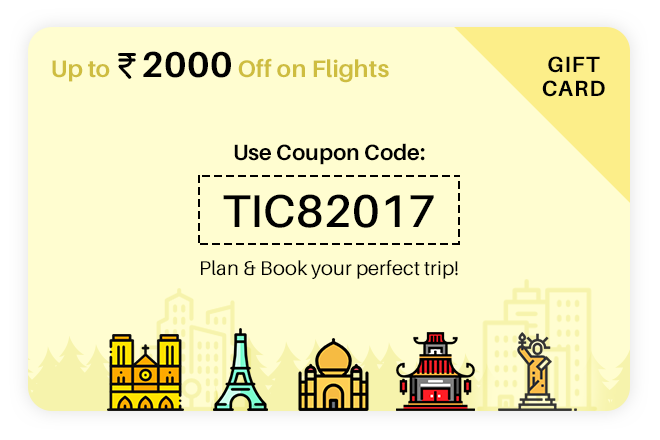 Up to ₹ 2000 Off on Flights
GIFT
CARD
Use Coupon Code:
TIC82017
Plan & Book your perfect trip!